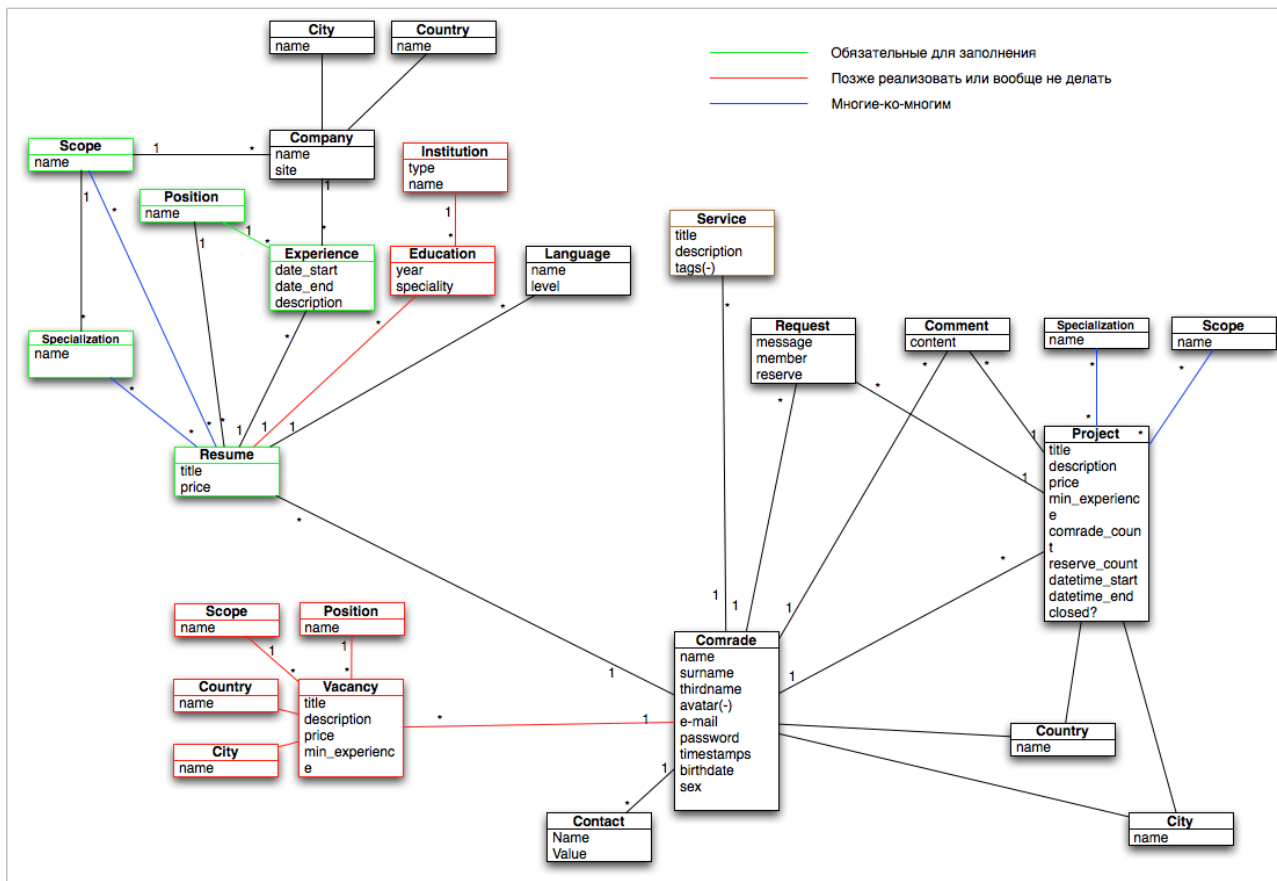 City
name
Country
name
Обязательные для заполнения
Позже реализовать или вообще не делать
Многие-ко-многим
Scope
name
1
*
Company
name
site
1
*
Institution
type
name
1
*
1
*
*
Position
name
1
1
*
Experience
date_start
date_end
description
*
Education
year
speciality
*
Language
name
level
*
Specialization
name
*
*
*
*
1
1
1
Resume
title
price
*
Service
title
description
tags(-)
*
Request
message
member
reserve
*
*
Comment
content
*
*
Specialization
name
*
*
Scope
name
*
*
1
1
Project
title
description
price
min_experienc
e
comrade_coun
t
reserve_count
datetime_start
datetime_end
closed?
*
Scope
name
1
*
Position
name
1
*
Country
name
City
name
Vacancy
title
description
price
min_experienc
e
*
1
1
1
1
1
1
Comrade
name
surname
thirdname
avatar(-)
e-mail
password
timestamps
birthdate
sex
1
*
Contact
Name
Value
Country
name
City
name